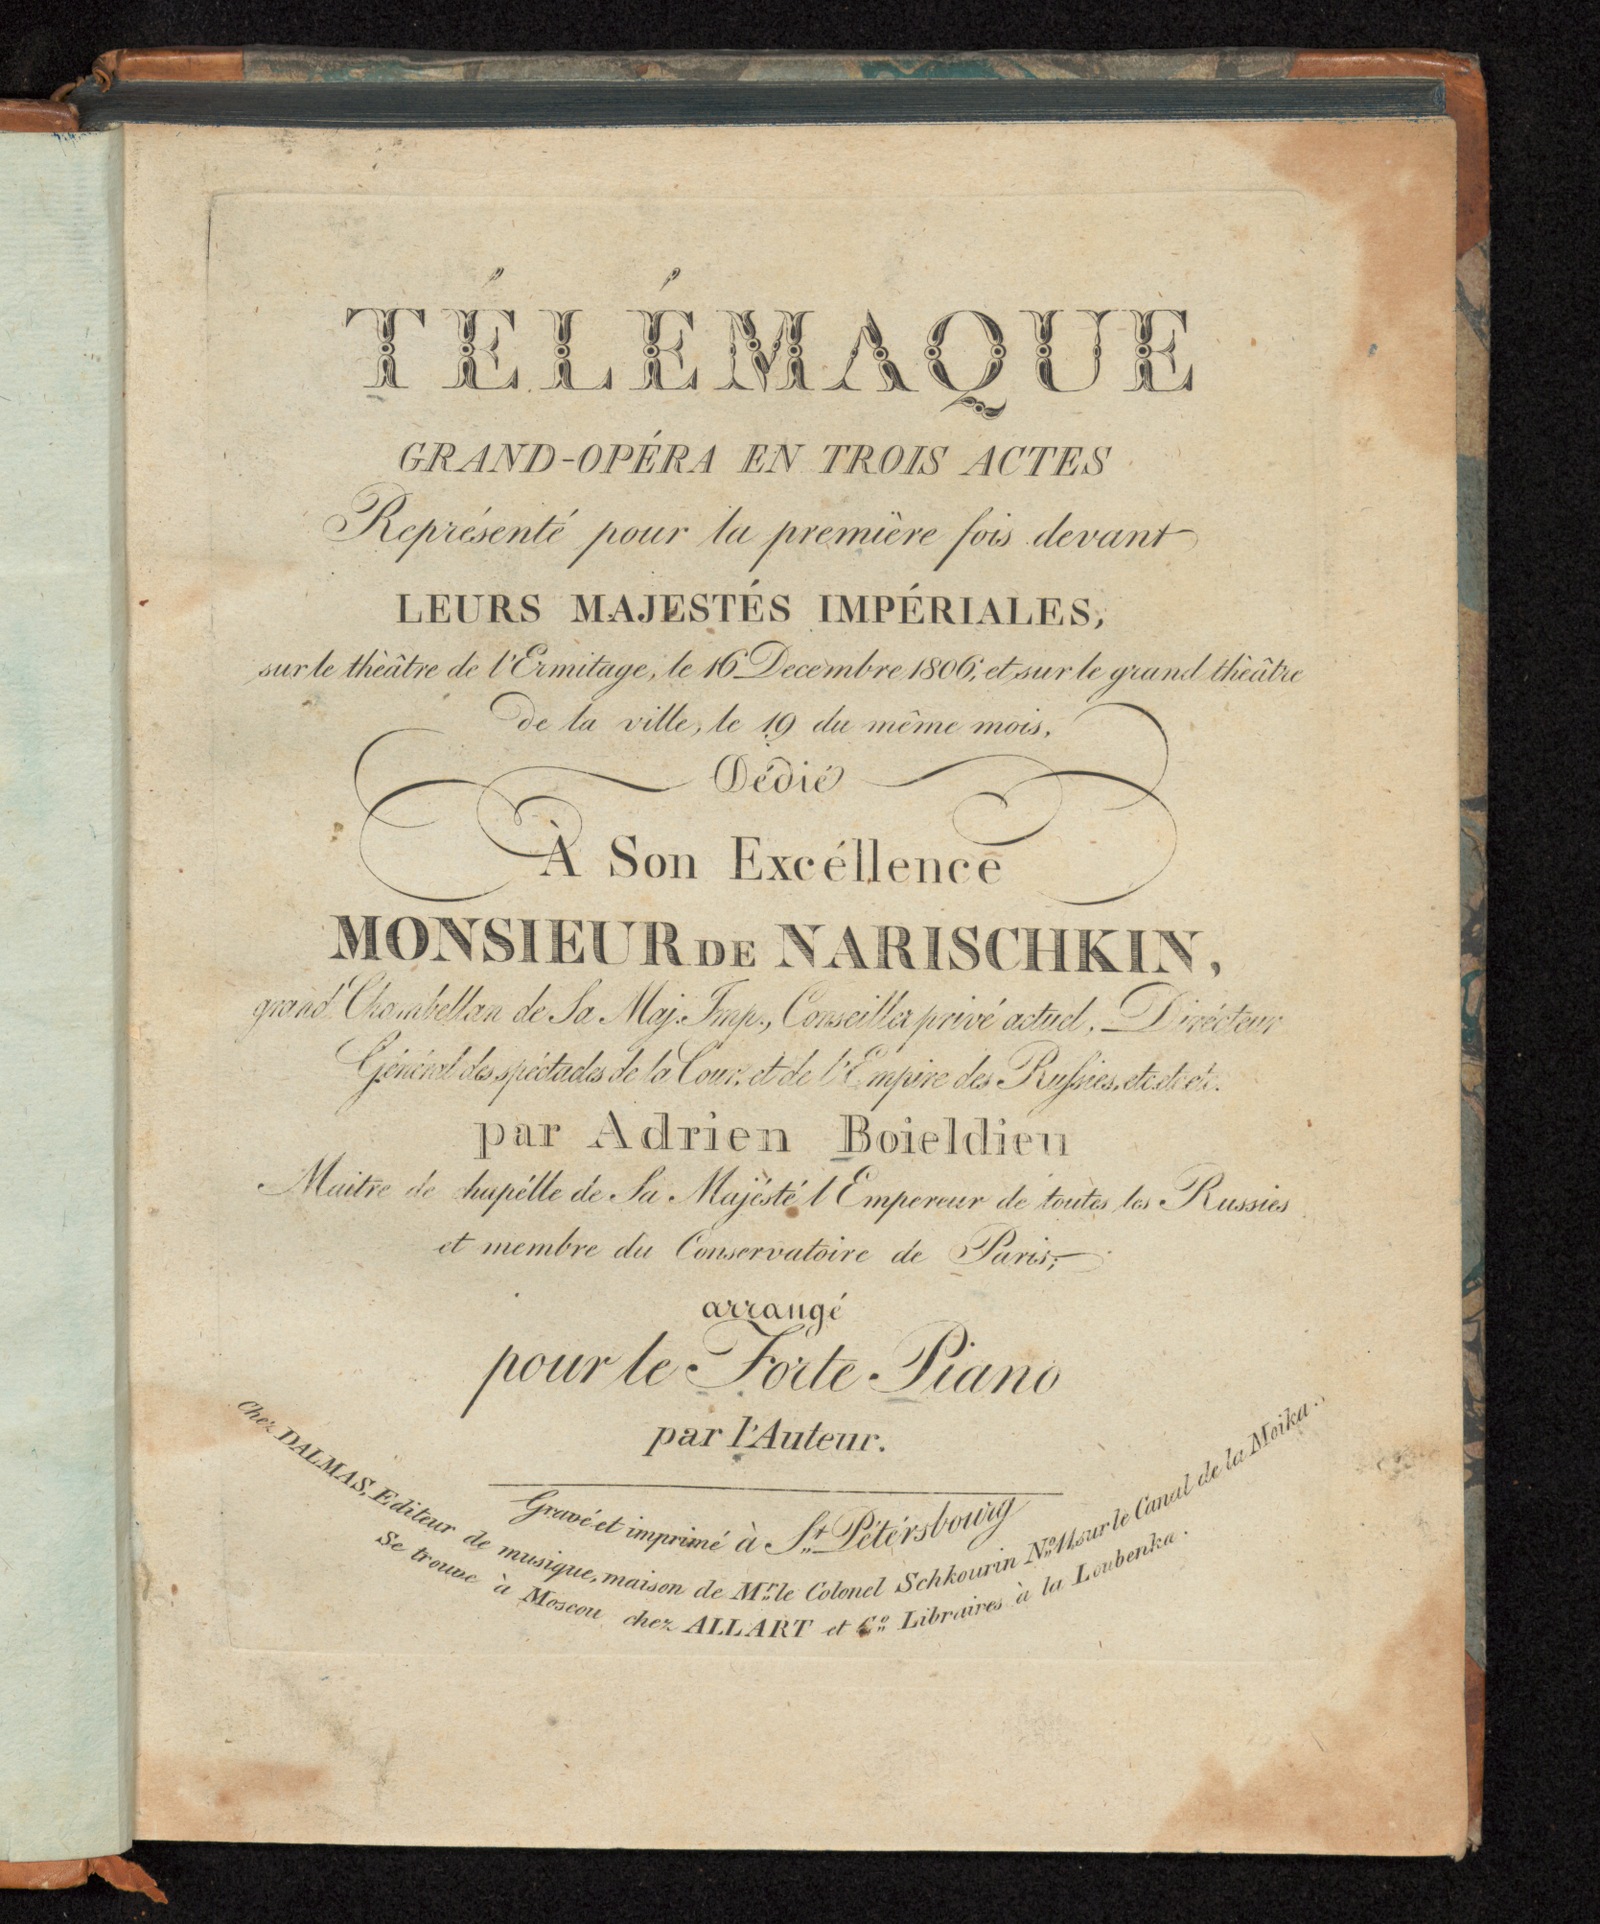 TÉLÉMAQUE
GRAND-OPÉRA EN TROIS ACTES
Représenté pour la première fois devant
LEURS MAJESTÉS IMPÉRIALES,
sur le thèâtre de l'Ermitage, le 16 Decembre 1806, et sur le grand thèâtre
de la ville, le 19 du même mois,
Dédié
À Son Excéllence
MONSIEUR DE NARISCHKIN,
grand Chambellan de Sa Maj. Imp., Conseiller privé actuel, Dirécteur
Général des spéctacles de la Cour, et de l'Empire des Russies, etc. etc. etc.
par Adrien Boieldieu
Maitre de chapélle de Sa Majésté l'Empereur de toutes les Russies
et membre du Conservatoire de Paris;
arrangé
pour le Forte Piano
par l'Auteur.
Gravé et imprimé à St. Pétérsbourg
Chez DALMAS, Editeur de musique, maison de Mr. le Colonel Schkourin No. 11, sur le Canal de la Moika.
Se trouve à Moscou chez ALLART et Co. Libraires à la Loubenka.